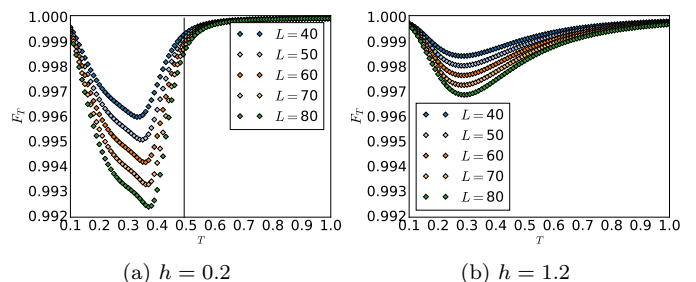 1.000
0.999
0.998
0.997
0.996
0.995
0.994
0.993
0.992
F_T
0.1 0.2 0.3 0.4 0.5 0.6 0.7 0.8 0.9 1.0
T
L = 40
L = 50
L = 60
L = 70
L = 80
(a) h = 0.2
1.000
0.999
0.998
0.997
0.996
0.995
0.994
0.993
0.992
F_T
0.1 0.2 0.3 0.4 0.5 0.6 0.7 0.8 0.9 1.0
T
L = 40
L = 50
L = 60
L = 70
L = 80
(b) h = 1.2